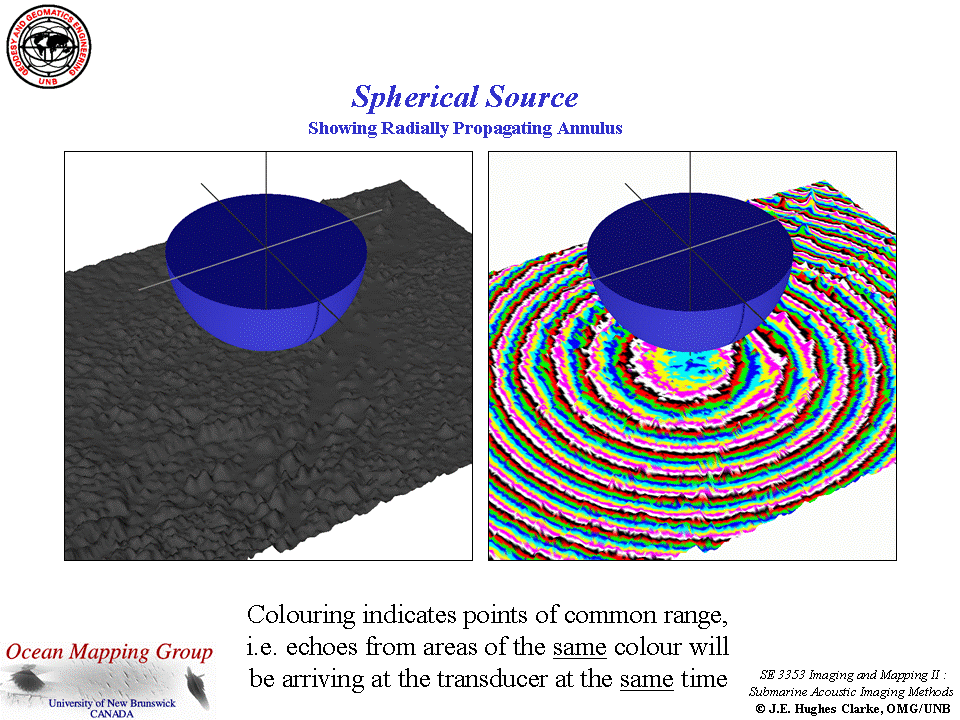 GEODESY AND GEOMATICS ENGINEERING
UNB
Spherical Source
Showing Radially Propagating Annulus
Colouring indicates points of common range,
i.e. echoes from areas of the same colour will
be arriving at the transducer at the same time
Ocean Mapping Group
University of New Brunswick
CANADA
SE 3353 Imaging and Mapping II :
Submarine Acoustic Imaging Methods
© J.E. Hughes Clarke, OMG/UNB